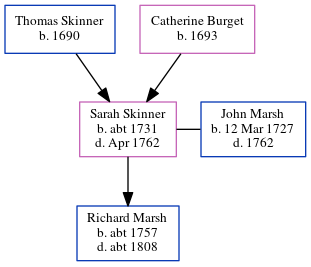 Thomas Skinner
b. 1690
Catherine Burget
b. 1693
Sarah Skinner
b. abt 1731
d. Apr 1762
John Marsh
b. 12 Mar 1727
d. 1762
Richard Marsh
b. abt 1757
d. abt 1808